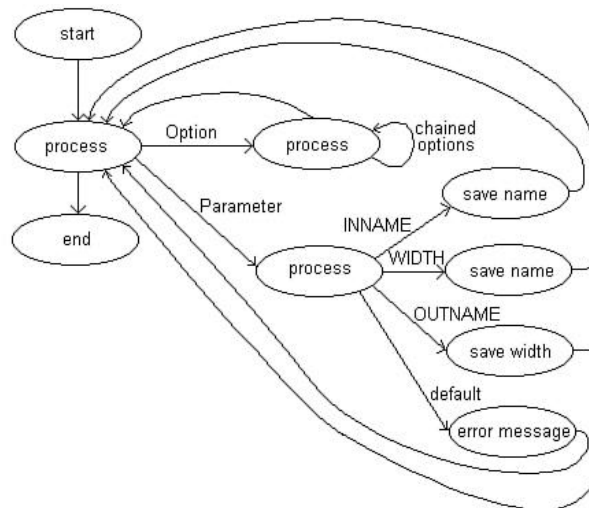 start
process
Option
process
chained
options
save name
Parameter
INNAME
end
process
WIDTH
save name
OUTNAME
save width
default
error message